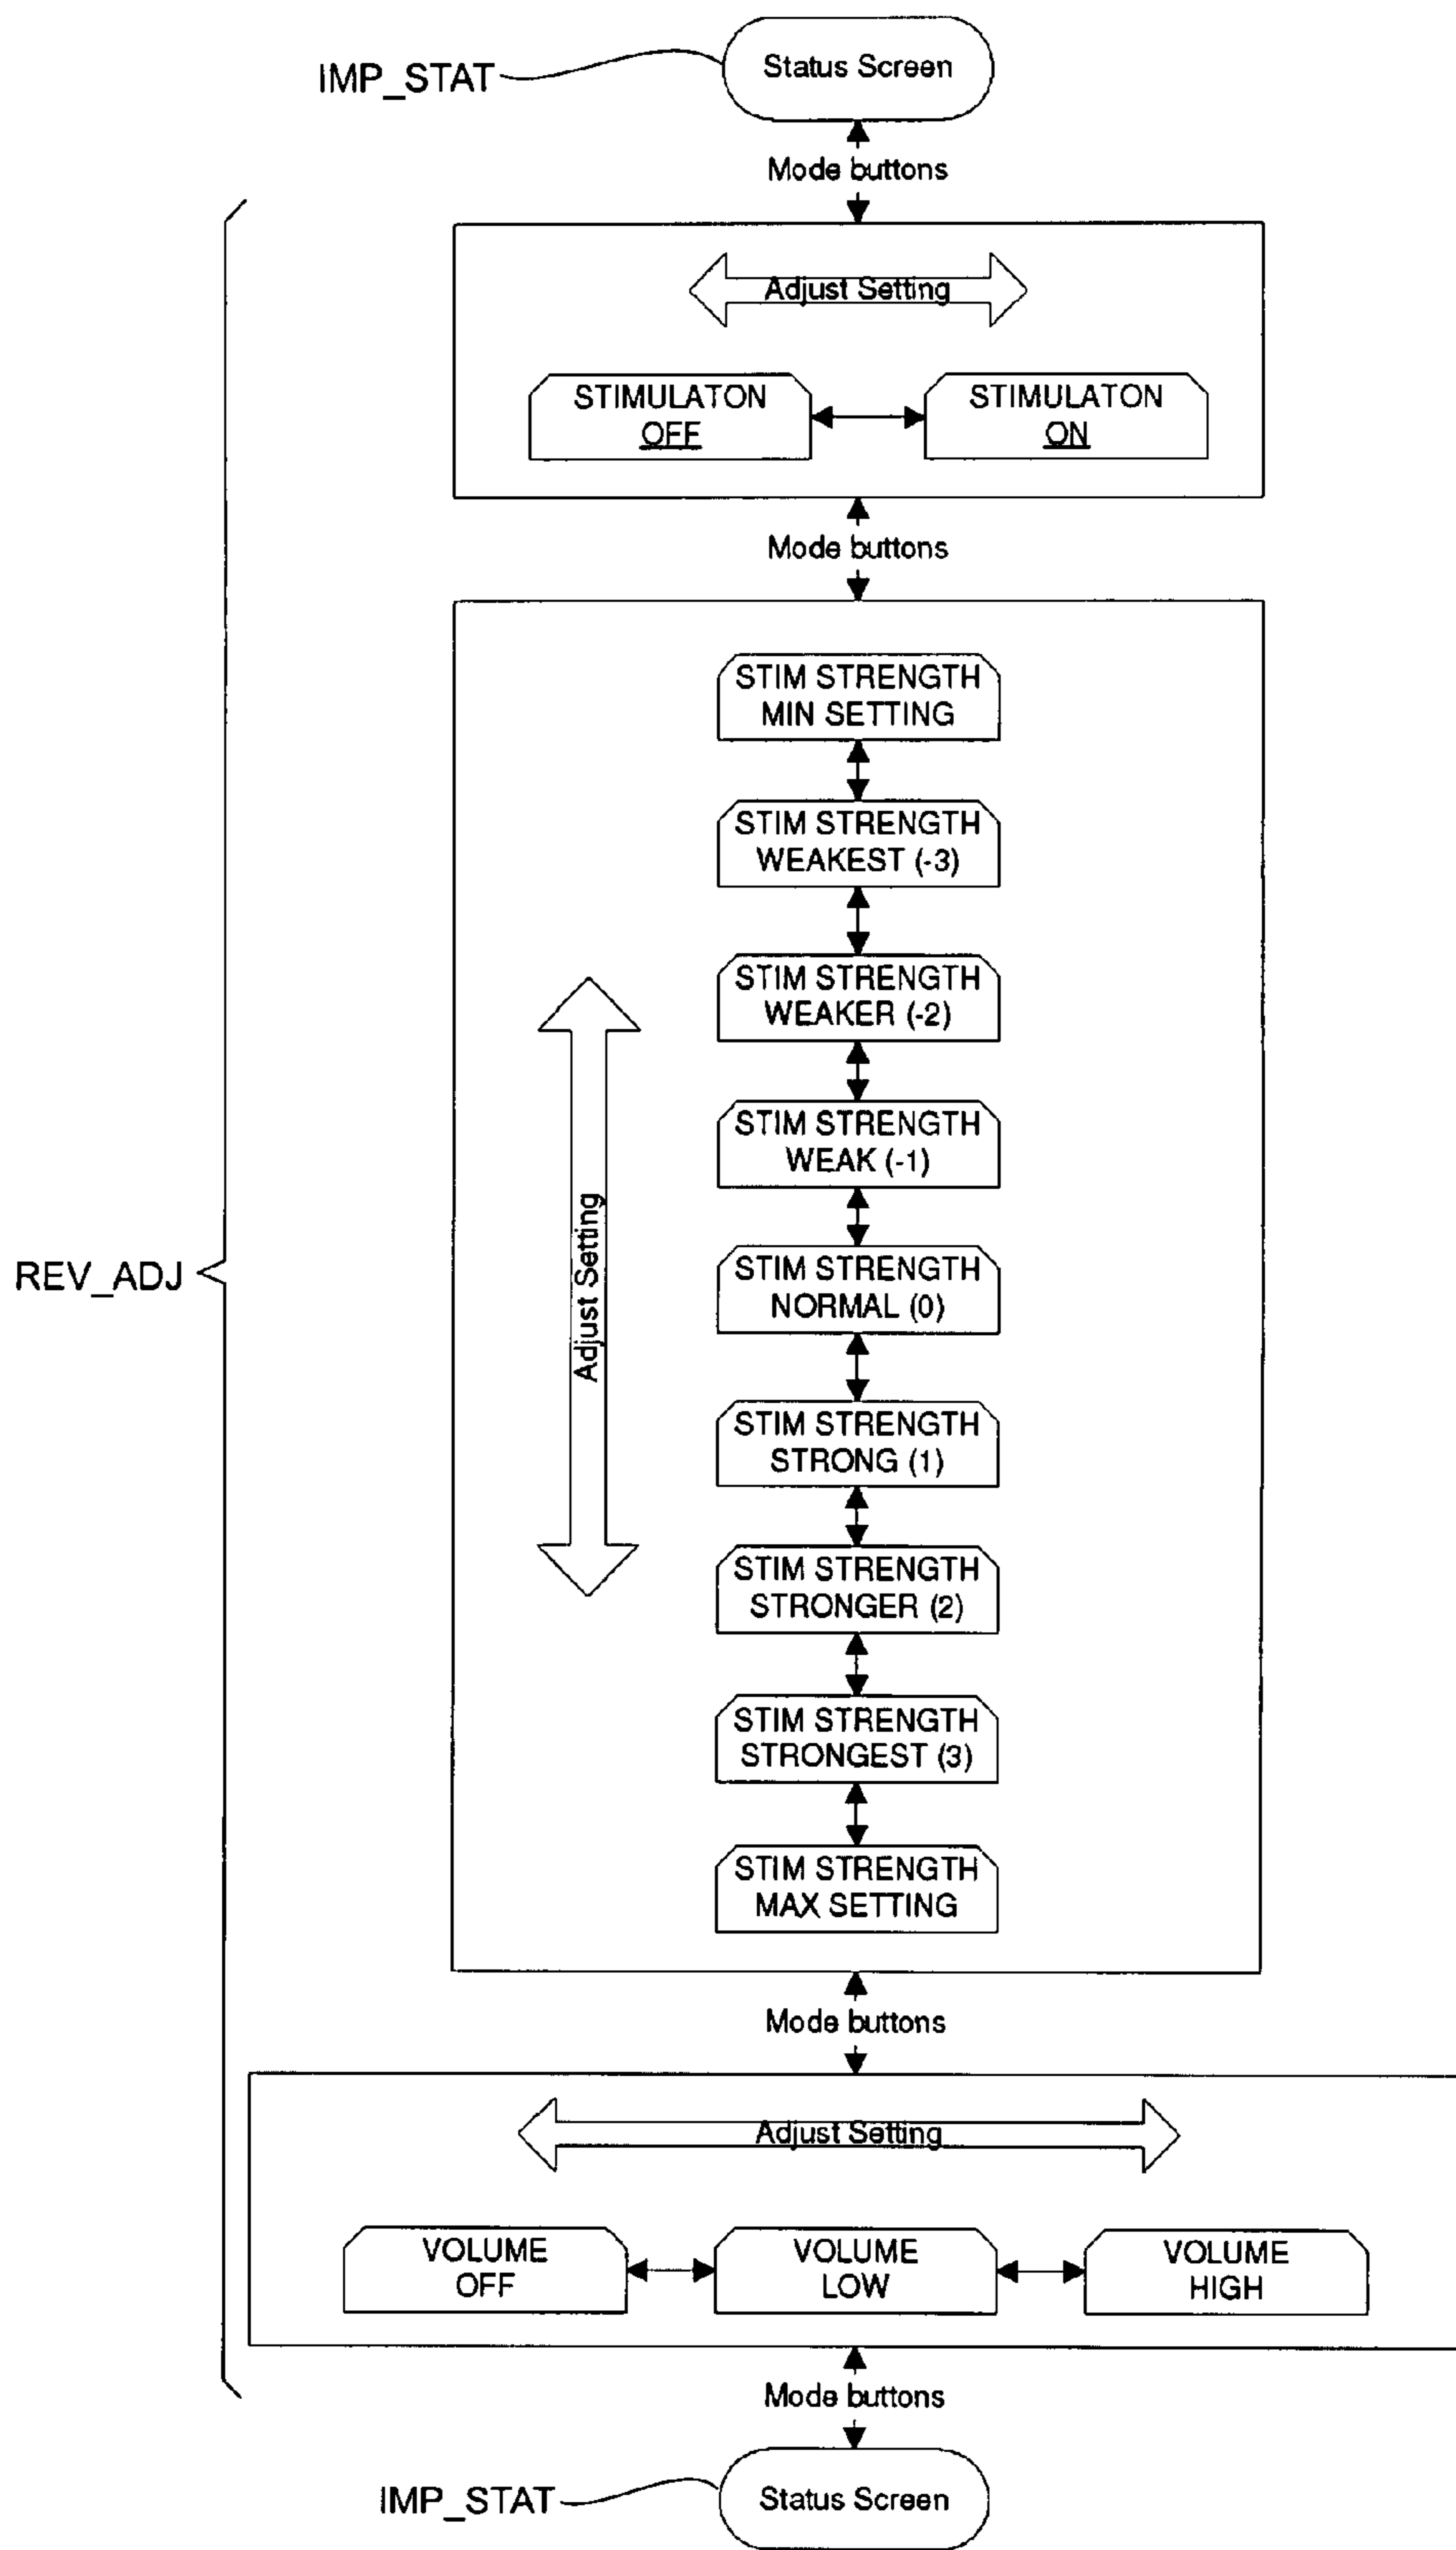 IMP_STAT
Status Screen
Mode buttons
Adjust Setting
STIMULATON
OFF
STIMULATON
ON
Mode buttons
STIM STRENGTH
MIN SETTING
STIM STRENGTH
WEAKEST (-3)
STIM STRENGTH
WEAKER (-2)
STIM STRENGTH
WEAK (-1)
Adjust Setting
REV_ADJ
STIM STRENGTH
NORMAL (0)
STIM STRENGTH
STRONG (1)
STIM STRENGTH
STRONGER (2)
STIM STRENGTH
STRONGEST (3)
STIM STRENGTH
MAX SETTING
Mode buttons
Adjust Setting
VOLUME
OFF
VOLUME
LOW
VOLUME
HIGH
Mode buttons
IMP_STAT
Status Screen